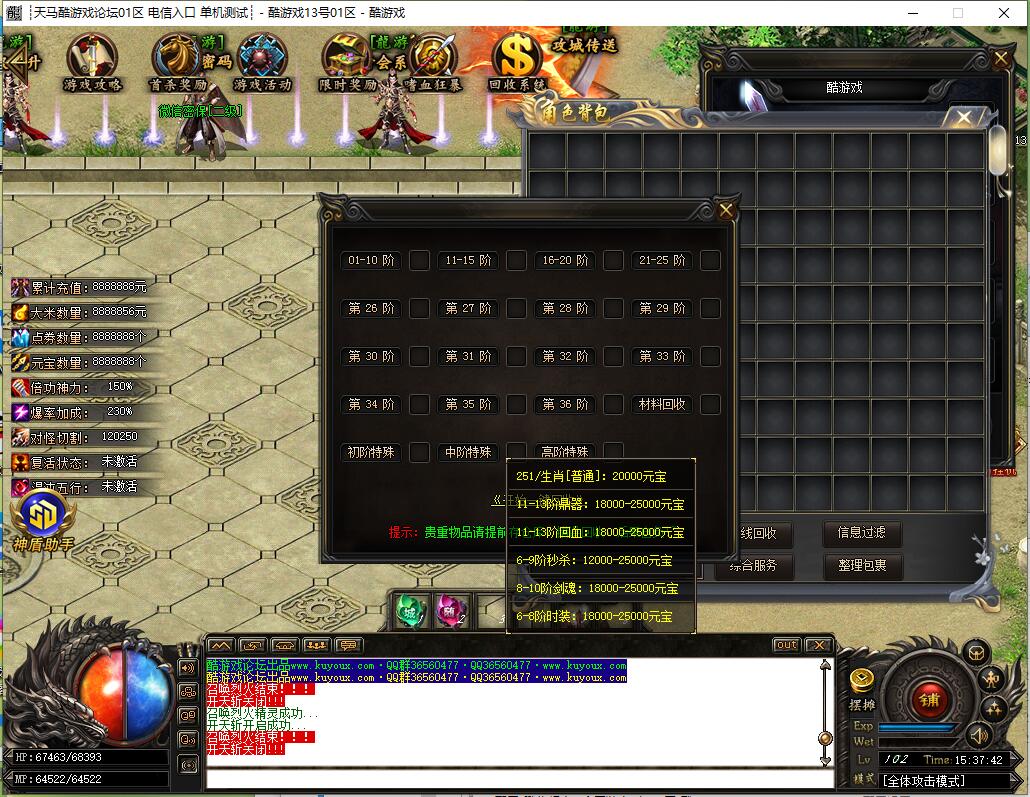 天马酷游戏论坛01区 电信入口 单机测试 - 酷游戏13号01区 - 酷游戏
游戏攻略
首杀奖励
密码
游戏活动
限时奖励
会系
嗜血狂暴
回收系统
攻城传送
微信密保[二级]
酷游戏
角色背包
01-10 阶 11-15 阶 16-20 阶 21-25 阶
第 26 阶 第 27 阶 第 28 阶 第 29 阶
第 30 阶 第 31 阶 第 32 阶 第 33 阶
第 34 阶 第 35 阶 第 36 阶 材料回收
初阶特殊 中阶特殊 高阶特殊
提示: 贵重物品请提前
251/生肖[普通]: 20000元宝
11-13阶鼎器: 18000-25000元宝
11-13阶回血: 18000-25000元宝
6-9阶秒杀: 12000-25000元宝
8-10阶剑魂: 18000-25000元宝
6-8阶时装: 18000-25000元宝
线回收 信息过滤
综合服务 整理包裹
累计充值: 8888888元
大米数量: 8888856元
点券数量: 8888888个
元宝数量: 8888888个
倍功神力: 150%
爆率加成: 230%
对怪切割: 120250
复活状态: 未激活
五行: 未激活
神盾助手
城 1
随 2
3
out
酷游戏论坛出品www.kuyoux.com·QQ群36560477·QQ36560477·www.kuyoux.com
酷游戏论坛出品www.kuyoux.com·QQ群36560477·QQ36560477·www.kuyoux.com
召唤烈火结束!!!!
开天斩关闭!!!
召唤烈火精灵成功...
开天斩开启成功...
召唤烈火结束!!!!
开天斩关闭!!!
HP:67463/68393
MP:64522/64522
摆摊
铺
Exp
Wet
Lv 102 Time:15:37:42
模式 [全体攻击模式]